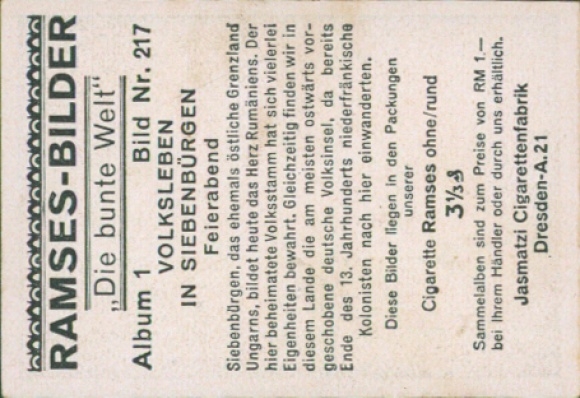 RAMSES-BILDER
„Die bunte Welt“
Album 1 Bild Nr. 217
VOLKSLEBEN
IN SIEBENBÜRGEN
Feierabend
Siebenbürgen, das ehemals östliche Grenzland
Ungarns, bildet heute das Herz Rumäniens. Der
hier beheimatete Volksstamm hat sich vielerlei
Eigenheiten bewahrt. Gleichzeitig finden wir in
diesem Lande die am meisten ostwärts vor-
geschobene deutsche Volksinsel, da bereits
Ende des 13. Jahrhunderts niederfränkische
Kolonisten nach hier einwanderten.
Diese Bilder liegen in den Packungen
unserer
Cigarette Ramses ohne/rund
3⅓ ₰
Sammelalben sind zum Preise von RM 1.—
bei Ihrem Händler oder durch uns erhältlich.
Jasmatzi Cigarettenfabrik
Dresden-A.21